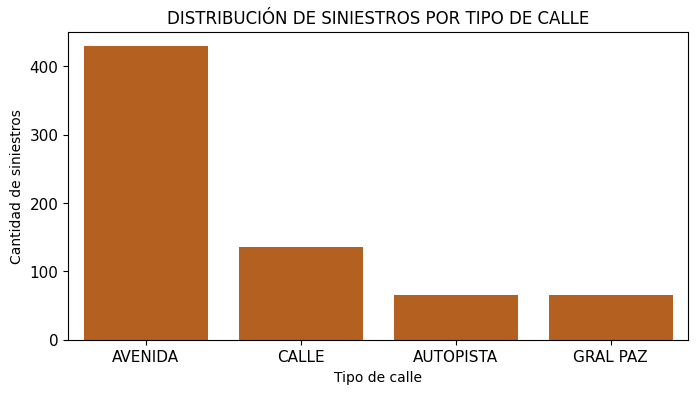 DISTRIBUCIÓN DE SINIESTROS POR TIPO DE CALLE
Cantidad de siniestros
400
300
200
100
0
AVENIDA CALLE AUTOPISTA GRAL PAZ
Tipo de calle